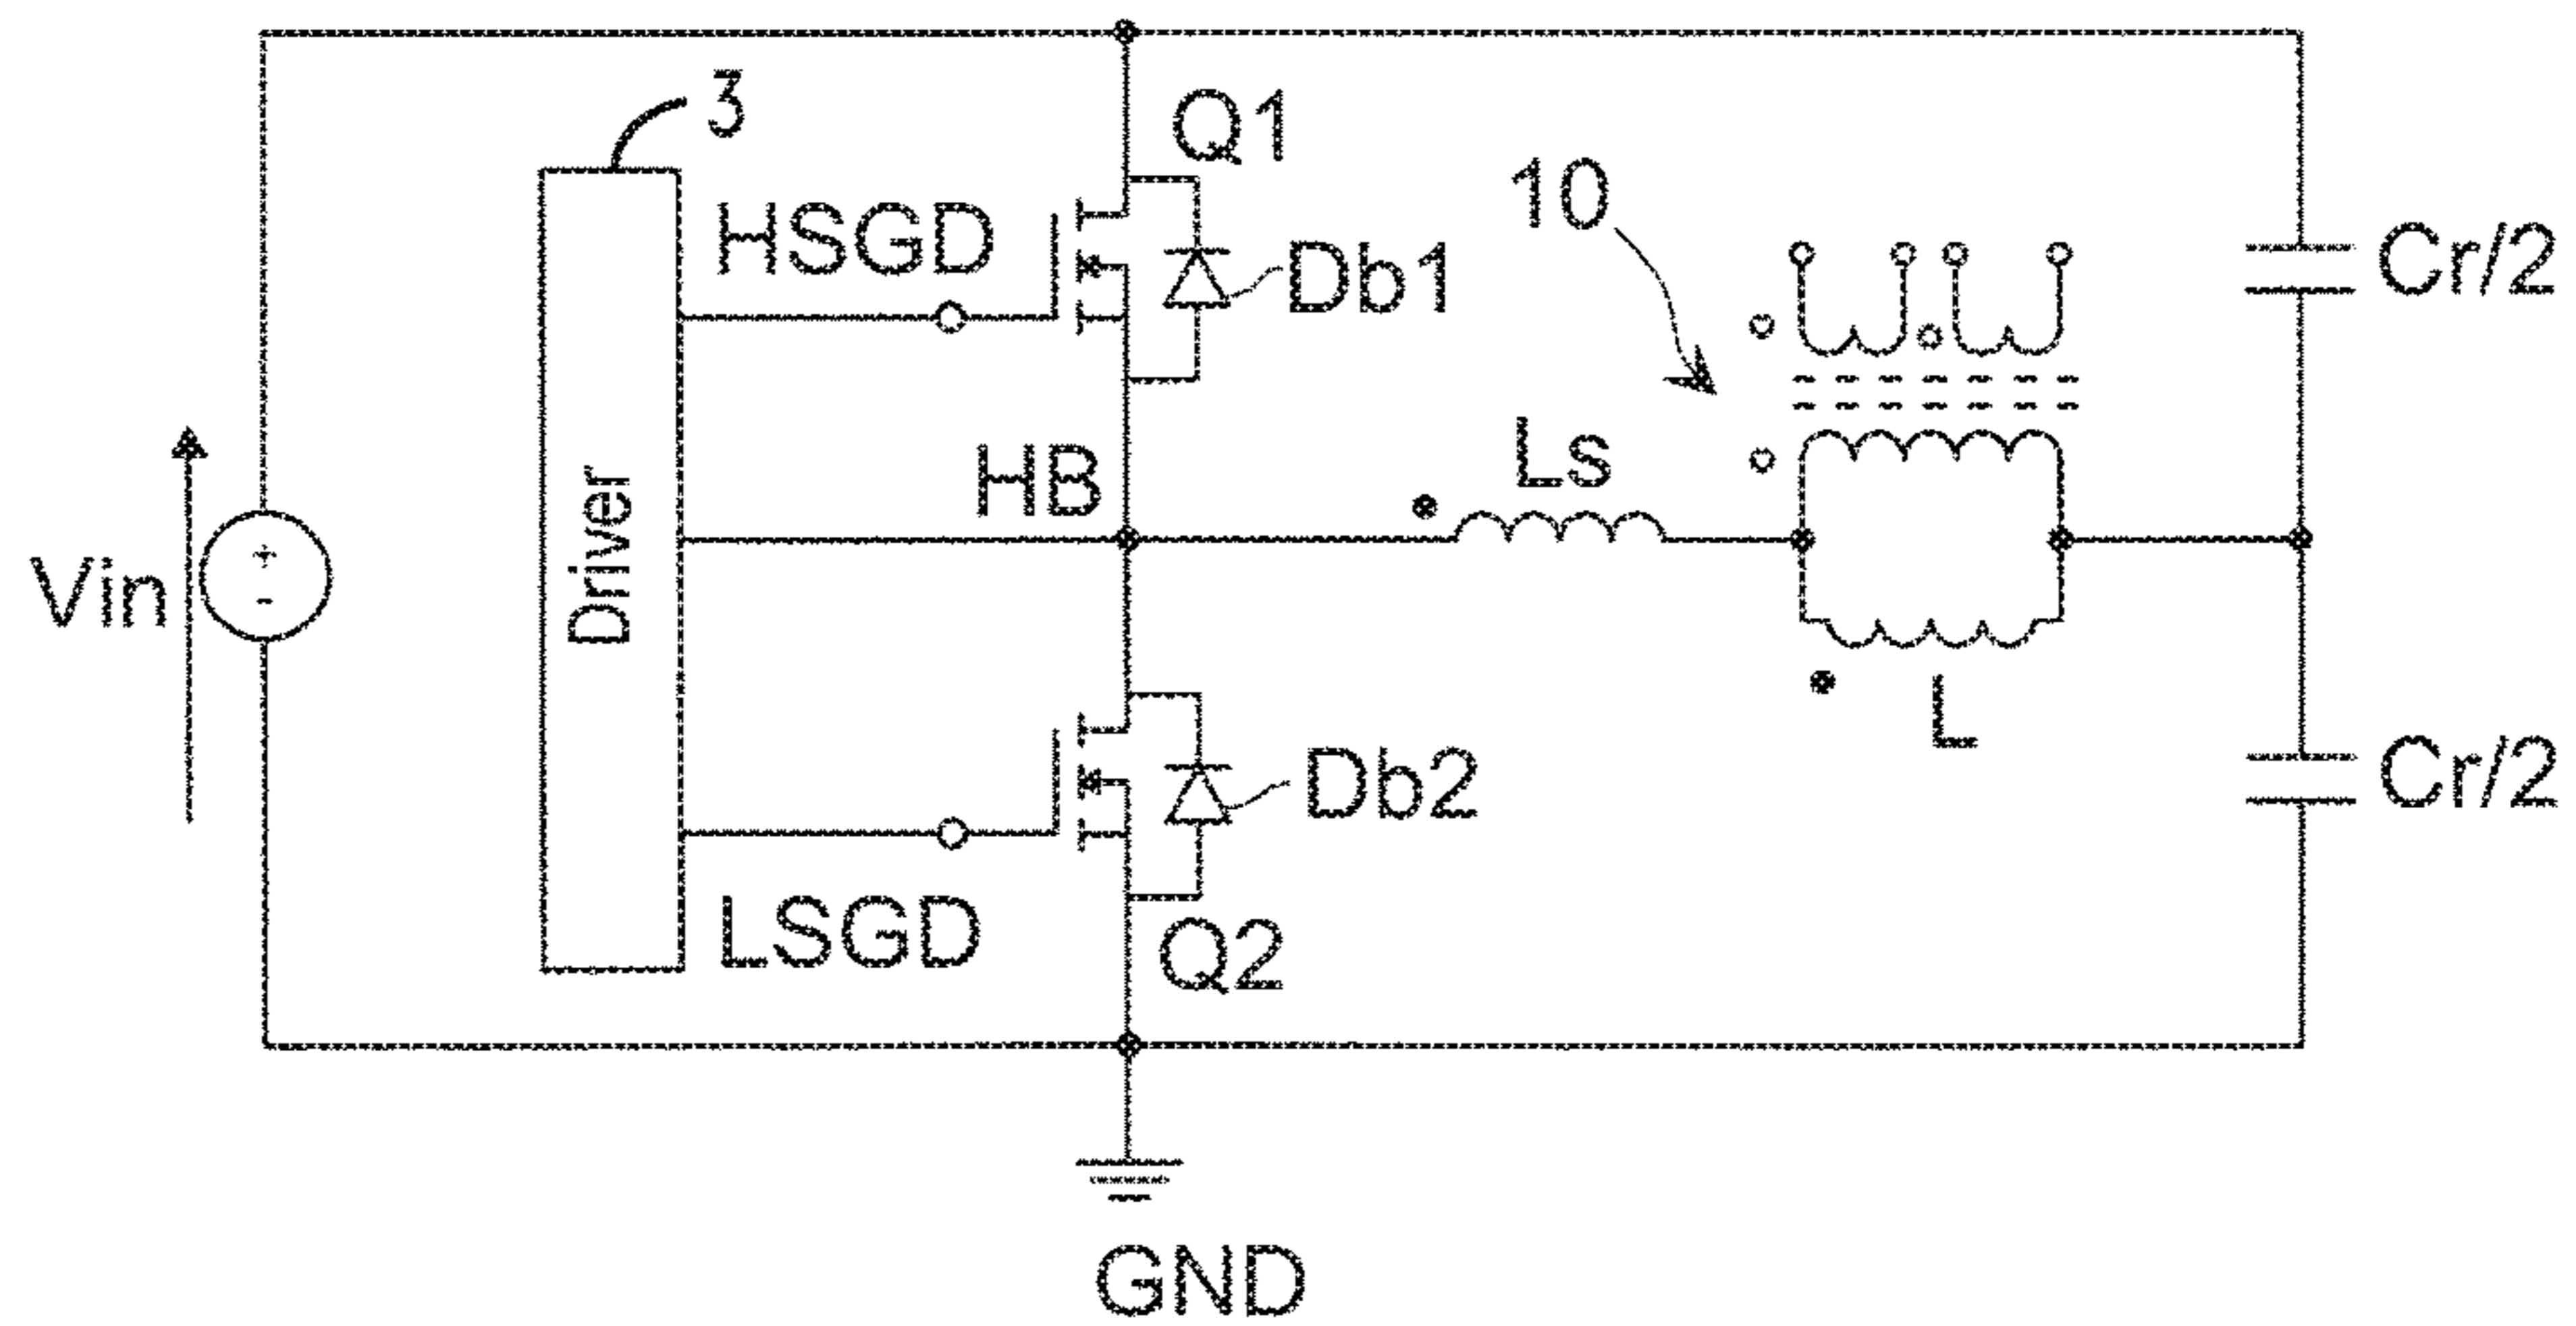 3
Q1
HSGD
Db1
10
Cr/2
HB
Ls
Vin
+
-
Driver
L
Db2
Cr/2
LSGD
Q2
GND